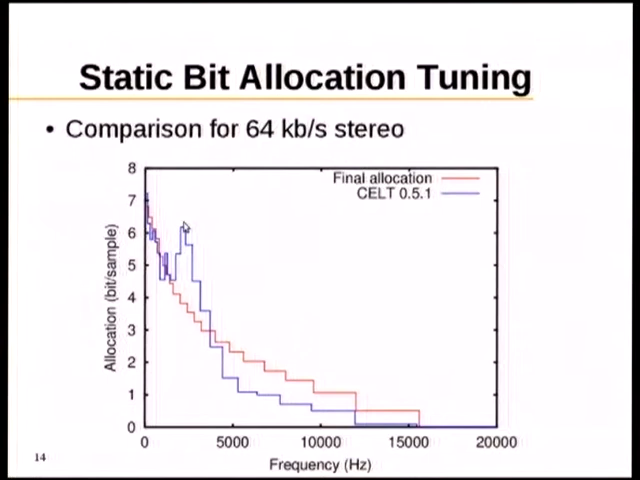 Static Bit Allocation Tuning
• Comparison for 64 kb/s stereo
Final allocation
CELT 0.5.1
8
7
6
5
4
3
2
1
0
Allocation (bit/sample)
0 5000 10000 15000 20000
Frequency (Hz)
14